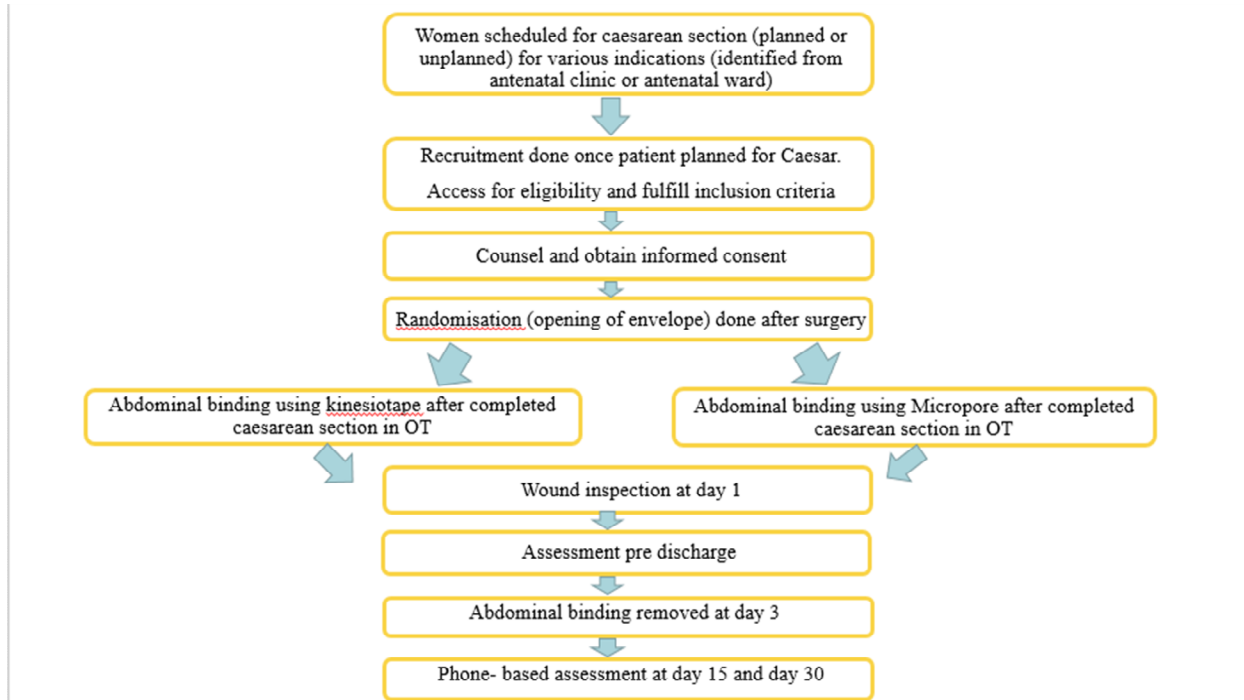 Women scheduled for caesarean section (planned or
unplanned) for various indications (identified from
antenatal clinic or antenatal ward)
Recruitment done once patient planned for Caesar.
Access for eligibility and fulfill inclusion criteria
Counsel and obtain informed consent
Randomisation (opening of envelope) done after surgery
Abdominal binding using kinesiotape after completed
caesarean section in OT
Abdominal binding using Micropore after completed
caesarean section in OT
Wound inspection at day 1
Assessment pre discharge
Abdominal binding removed at day 3
Phone- based assessment at day 15 and day 30